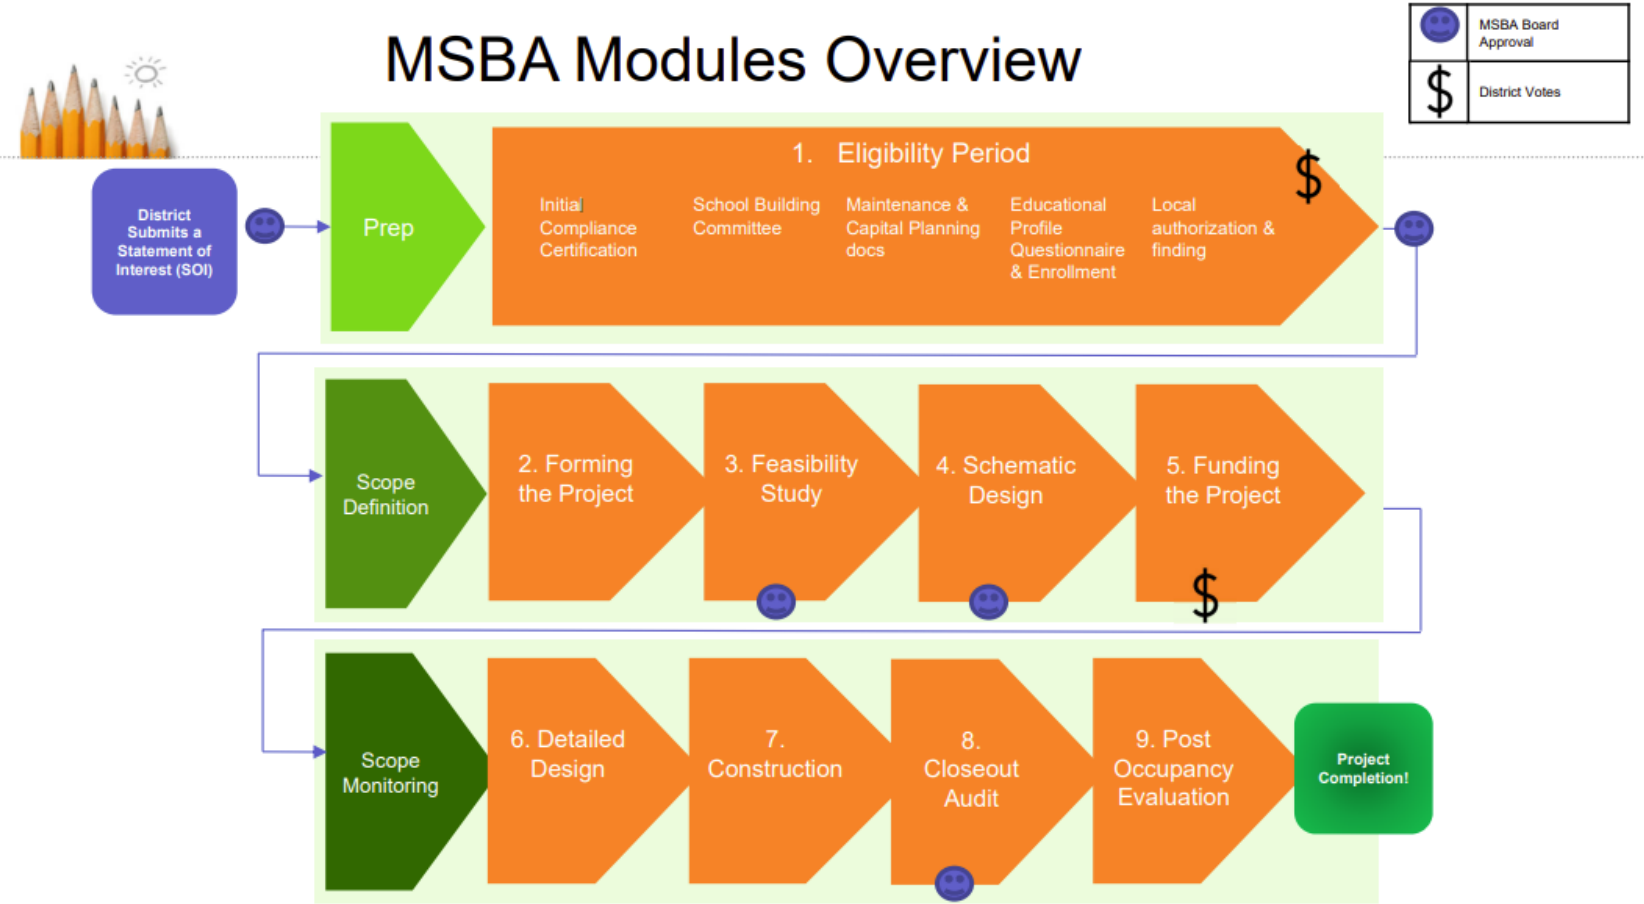 MSBA Modules Overview
MSBA Board
Approval
$
District Votes
District
Submits a
Statement of
Interest (SOI)
Prep
1. Eligibility Period
$
Initial
Compliance
Certification
School Building
Committee
Maintenance &
Capital Planning
docs
Educational
Profile
Questionnaire
& Enrollment
Local
authorization &
finding
Scope
Definition
2. Forming
the Project
3. Feasibility
Study
4. Schematic
Design
5. Funding
the Project
$
Scope
Monitoring
6. Detailed
Design
7.
Construction
8.
Closeout
Audit
9. Post
Occupancy
Evaluation
Project
Completion!